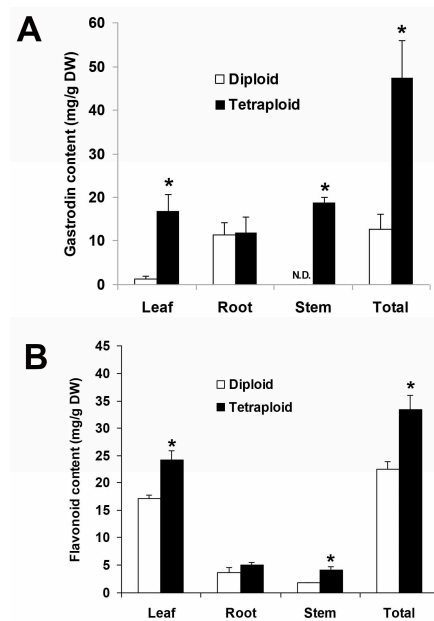 A
Gastrodin content (mg/g DW)
60
50
40
30
20
10
0
Diploid
Tetraploid
*
*
*
N.D.
Leaf Root Stem Total
B
Flavonoid content (mg/g DW)
45
40
35
30
25
20
15
10
5
0
Diploid
Tetraploid
*
*
*
Leaf Root Stem Total